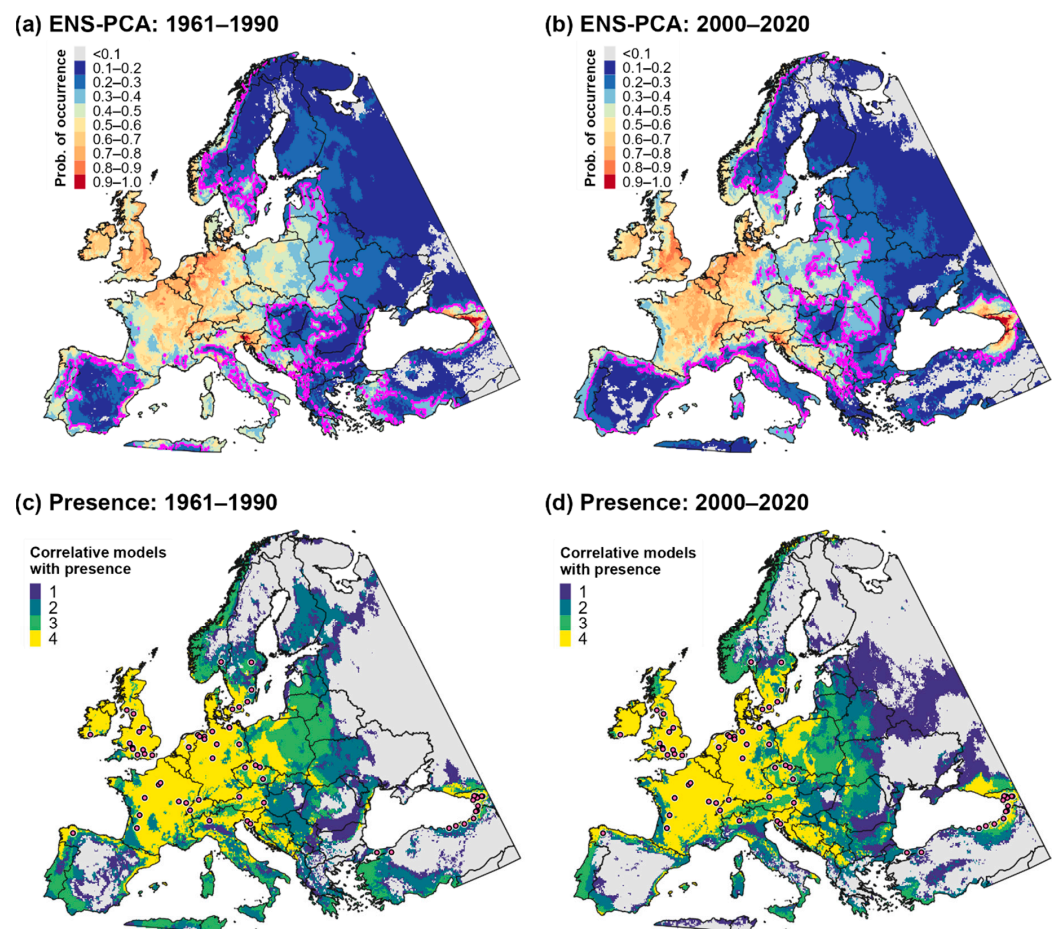 (a) ENS-PCA: 1961–1990
Prob. of occurrence
<0.1
0.1–0.2
0.2–0.3
0.3–0.4
0.4–0.5
0.5–0.6
0.6–0.7
0.7–0.8
0.8–0.9
0.9–1.0
(b) ENS-PCA: 2000–2020
Prob. of occurrence
<0.1
0.1–0.2
0.2–0.3
0.3–0.4
0.4–0.5
0.5–0.6
0.6–0.7
0.7–0.8
0.8–0.9
0.9–1.0
(c) Presence: 1961–1990
Correlative models
with presence
1
2
3
4
(d) Presence: 2000–2020
Correlative models
with presence
1
2
3
4